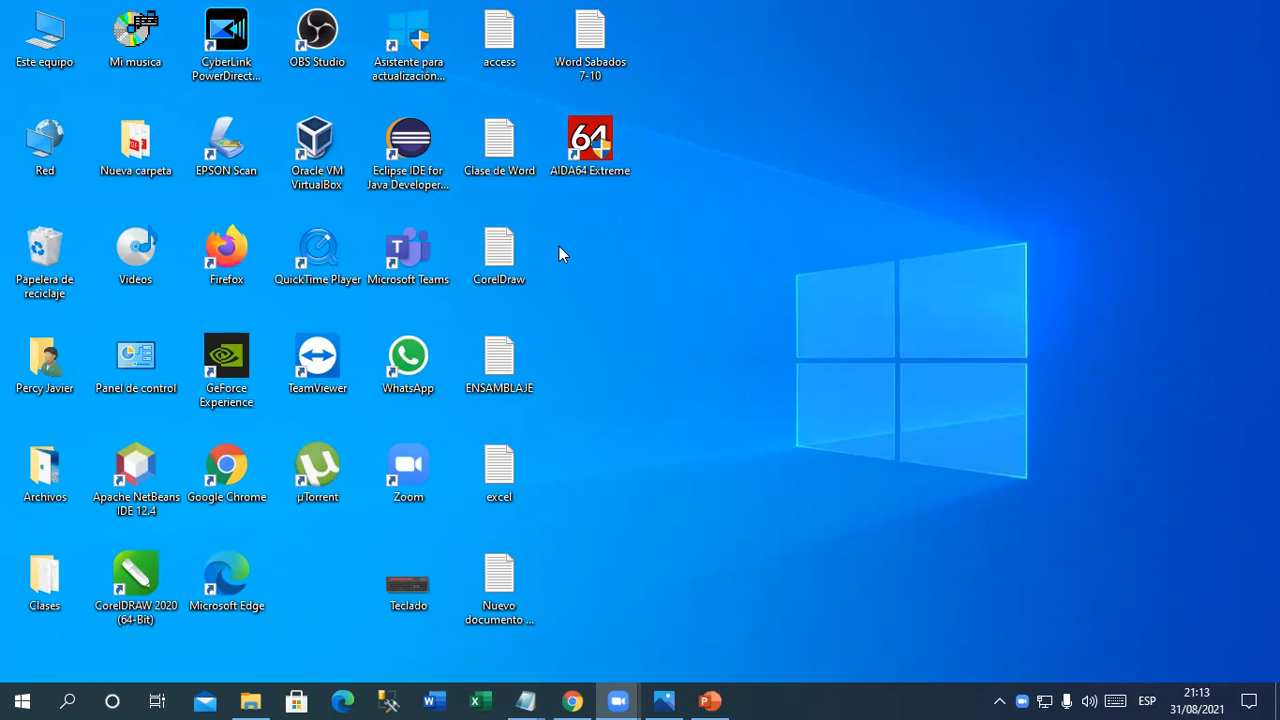 Este equipo
Mi musica
CyberLink
PowerDirect...
OBS Studio
Asistente para
actualización...
access
Word Sabados
7-10
Red
Nueva carpeta
EPSON Scan
Oracle VM
VirtualBox
Eclipse IDE for
Java Developer...
Clase de Word
64
AIDA64 Extreme
Papelera de
reciclaje
Videos
Firefox
QuickTime Player
Microsoft Teams
CorelDraw
Percy Javier
Panel de control
GeForce
Experience
TeamViewer
WhatsApp
ENSAMBLAJE
Archivos
Apache NetBeans
IDE 12.4
Google Chrome
µTorrent
Zoom
excel
Clases
CorelDRAW 2020
(64-Bit)
Microsoft Edge
Teclado
Nuevo
documento ...
ESP
21:13
31/08/2021